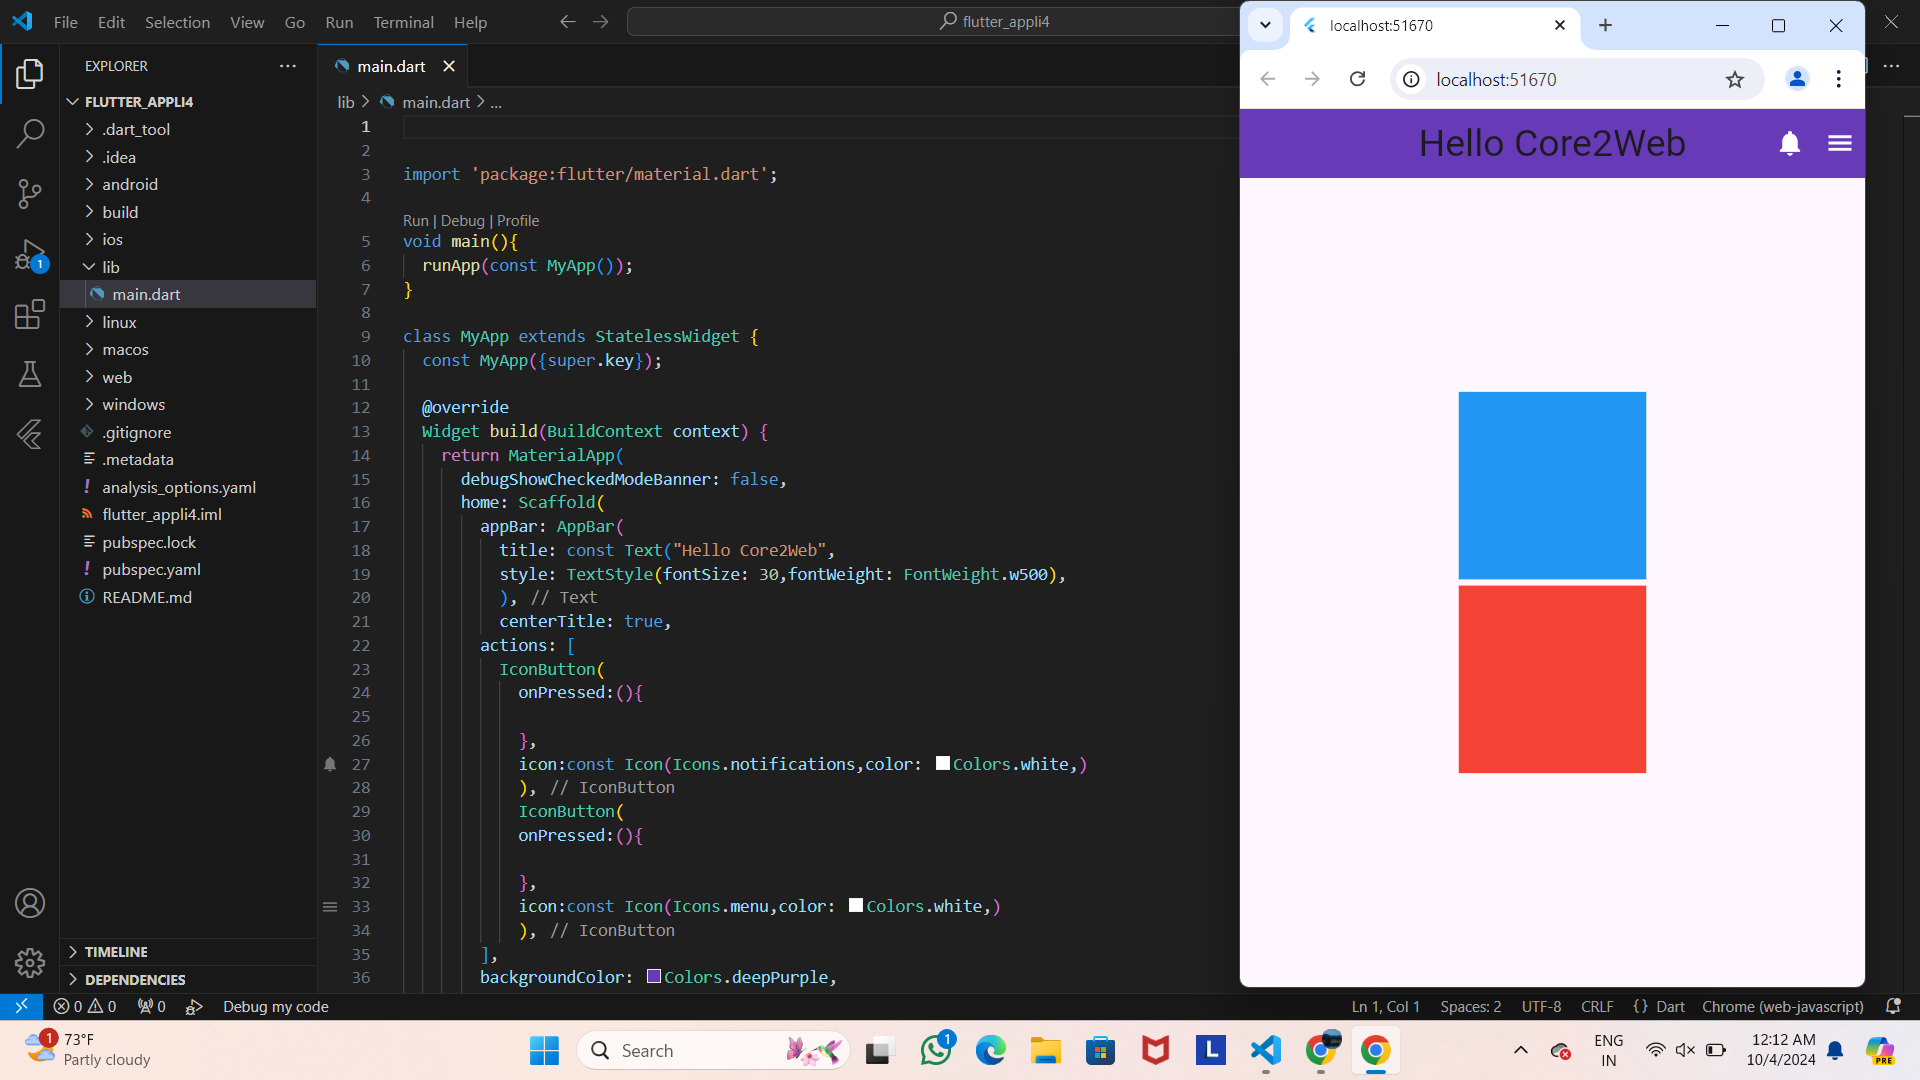 File Edit Selection View Go Run Terminal Help
flutter_appli4
EXPLORER
FLUTTER_APPLI4
.dart_tool
.idea
android
build
ios
lib
main.dart
linux
macos
web
windows
.gitignore
.metadata
analysis_options.yaml
flutter_appli4.iml
pubspec.lock
pubspec.yaml
README.md
TIMELINE
DEPENDENCIES
1
main.dart
lib > main.dart > ...
1
2
3 import 'package:flutter/material.dart';
4
Run | Debug | Profile
5 void main(){
6 runApp(const MyApp());
7 }
8
9 class MyApp extends StatelessWidget {
10 const MyApp({super.key});
11
12 @override
13 Widget build(BuildContext context) {
14 return MaterialApp(
15 debugShowCheckedModeBanner: false,
16 home: Scaffold(
17 appBar: AppBar(
18 title: const Text("Hello Core2Web",
19 style: TextStyle(fontSize: 30,fontWeight: FontWeight.w500),
20 ), // Text
21 centerTitle: true,
22 actions: [
23 IconButton(
24 onPressed:(){
25
26 },
27 icon:const Icon(Icons.notifications,color: Colors.white,)
28 ), // IconButton
29 IconButton(
30 onPressed:(){
31
32 },
33 icon:const Icon(Icons.menu,color: Colors.white,)
34 ), // IconButton
35 ],
36 backgroundColor: Colors.deepPurple,
localhost:51670
localhost:51670
Hello Core2Web
0 0 0 Debug my code
Ln 1, Col 1 Spaces: 2 UTF-8 CRLF {} Dart Chrome (web-javascript)
1
73°F
Partly cloudy
Search
1
L
ENG
IN
12:12 AM
10/4/2024
PRE